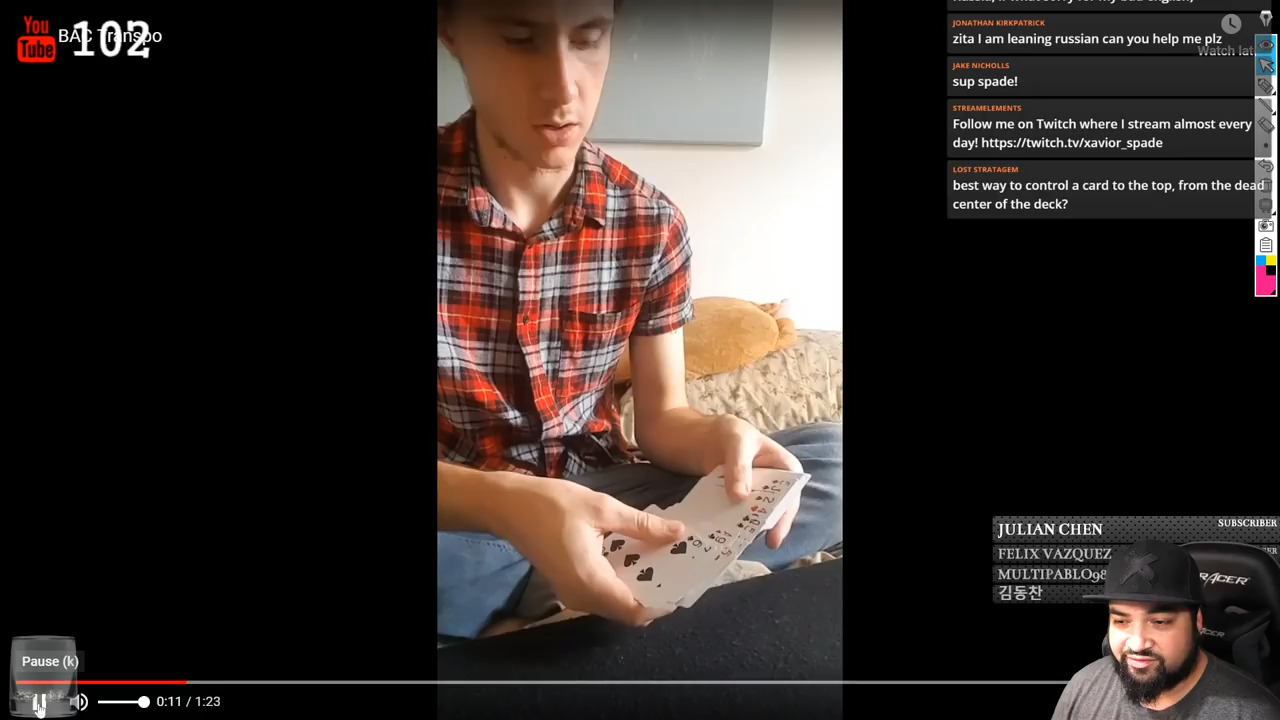 You
Tube
BAC Transpo
102
JONATHAN KIRKPATRICK
zita I am leaning russian can you help me plz
Watch lat
JAKE NICHOLLS
sup spade!
STREAMELEMENTS
Follow me on Twitch where I stream almost every
day! https://twitch.tv/xavior_spade
LOST STRATAGEM
best way to control a card to the top, from the dead
center of the deck?
JULIAN CHEN
SUBSCRIBER
FELIX VAZQUEZ
MULTIPABLO98
김동찬
Pause (k)
0:11 / 1:23